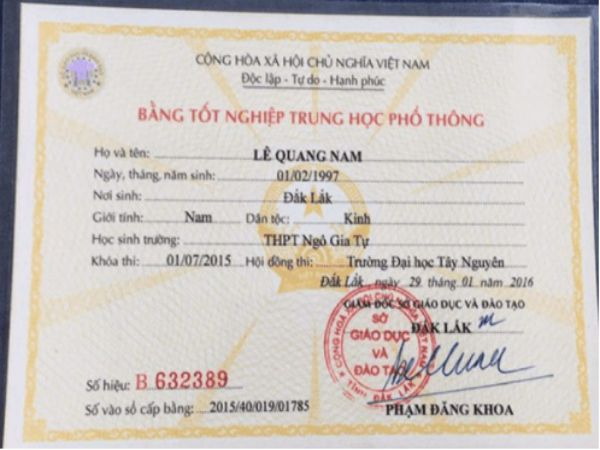 CỘNG HÒA XÃ HỘI CHỦ NGHĨA VIỆT NAM
Độc lập - Tự do - Hạnh phúc
BẰNG TỐT NGHIỆP TRUNG HỌC PHỔ THÔNG
Họ và tên: LÊ QUANG NAM
Ngày, tháng, năm sinh: 01/02/1997
Nơi sinh: Đắk Lắk
Giới tính: Nam Dân tộc: Kinh
Học sinh trường: THPT Ngô Gia Tự
Khóa thi: 01/07/2015 Hội đồng thi: Trường Đại học Tây Nguyên
Đắk Lắk, ngày 29 tháng 01 năm 2016
GIÁM ĐỐC SỞ GIÁO DỤC VÀ ĐÀO TẠO
ĐẮK LẮK
SỞ
GIÁO DỤC
VÀ
ĐÀO TẠO
TỈNH ĐẮK LẮK
Số hiệu: B 632389
Số vào sổ cấp bằng: 2015/40/019/01785
PHẠM ĐĂNG KHOA